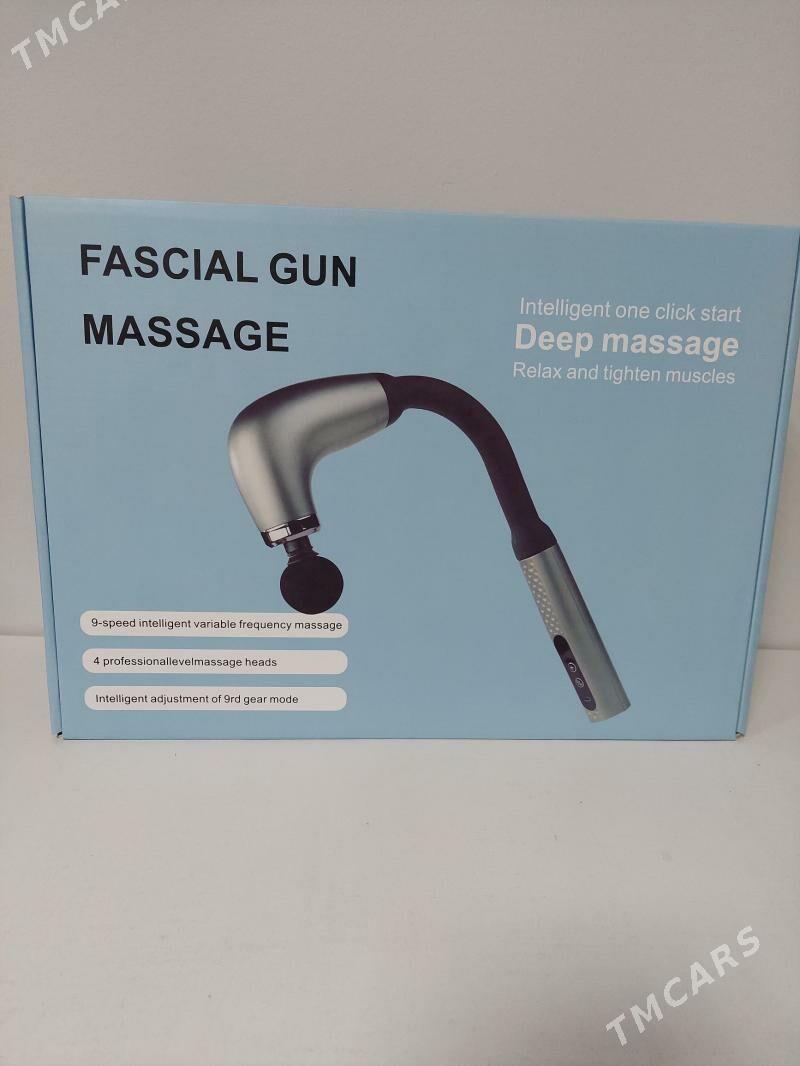 TMCARS
FASCIAL GUN
MASSAGE
Intelligent one click start
Deep massage
Relax and tighten muscles
9-speed intelligent variable frequency massage
4 professionallevelmassage heads
Intelligent adjustment of 9rd gear mode
TMCARS